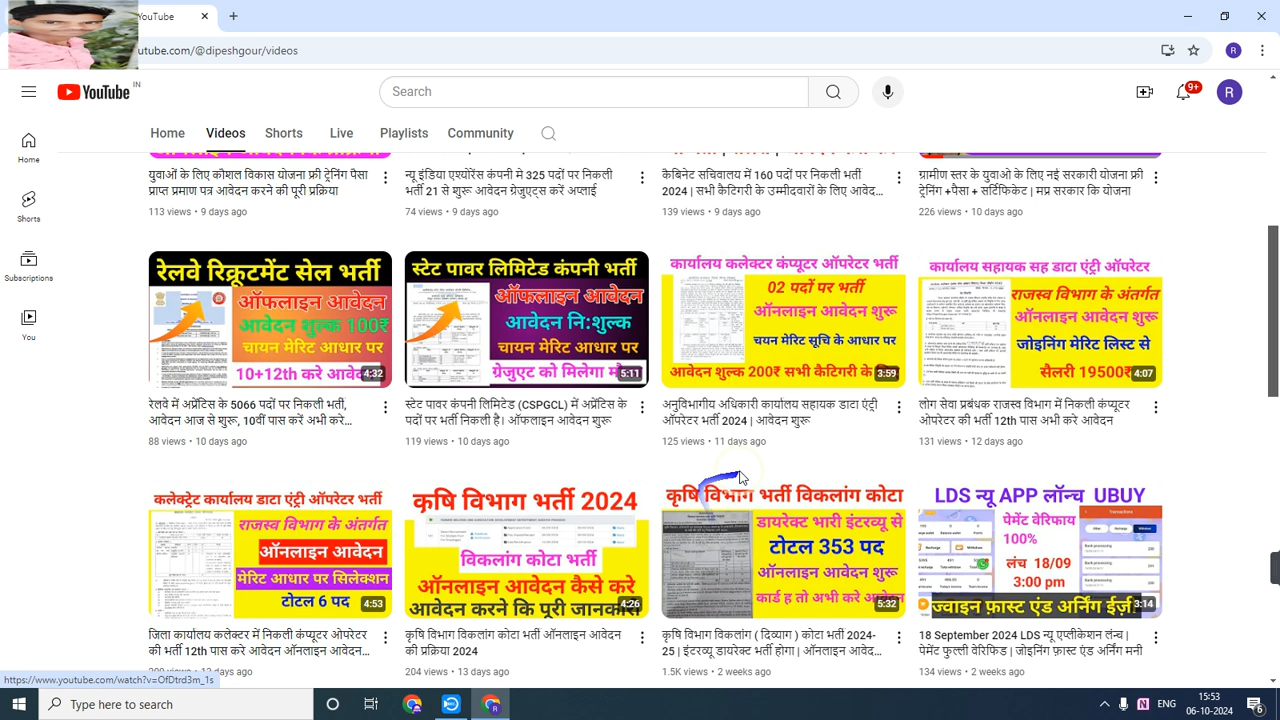 YouTube
utube.com/@dipeshgour/videos
R
YouTube IN
Search
9+
R
Home Videos Shorts Live Playlists Community
Home
Shorts
Subscriptions
You
युवाओं के लिए कौशल विकास योजना फ्री ट्रेनिंग पैसा
प्राप्त प्रमाण पत्र आवेदन करने की पूरी प्रक्रिया
113 views • 9 days ago
न्यू इंडिया एश्योरेंस कंपनी मे 325 पदों पर निकली
भर्ती 21 से शुरू आवेदन ग्रेजुएट्स करें अप्लाई
74 views • 9 days ago
कैबिनेट सचिवालय में 160 पदों पर निकली भर्ती
2024 | सभी कैटिगरी के उम्मीदवारों के लिए आवेद...
139 views • 9 days ago
ग्रामीण स्तर के युवाओ के लिए नई सरकारी योजना फ्री
ट्रेनिंग +पैसा + सर्टिफिकेट | मप्र सरकार कि योजना
226 views • 10 days ago
रेलवे रिक्रूटमेंट सेल भर्ती
ऑनलाइन आवेदन
आवेदन शुल्क 100₹
मेरिट आधार पर
10+12th करे आवेदन
4:32
रेलवे में अप्रेंटिस के पदों पर निकली भर्ती,
आवेदन आज से शुरू, 10वीं पास करें अभी करे...
88 views • 10 days ago
स्टेट पावर लिमिटेड कंपनी भर्ती
ऑफलाइन आवेदन
आवेदन नि:शुल्क
चयन मेरिट आधार पर
ग्रेजुएट को मिलेगा
5:11
स्टेट पावर कंपनी लिमिटेड (CSPGCL) में अप्रेंटिस के
पदों पर भर्ती निकली है। ऑफलाइन आवेदन शुरू
119 views • 10 days ago
कार्यालय कलेक्टर कंप्यूटर ऑपरेटर भर्ती
02 पदों पर भर्ती
ऑनलाइन आवेदन शुरू
चयन मेरिट सूचि के आधार पर
आवेदन शुल्क 200₹ सभी कैटिगरी के
3:59
अनुविभागीय अधिकारी कार्यालय सहायक डाटा एंट्री
ऑपरेटर भर्ती 2024 | आवेदन शुरू
125 views • 11 days ago
कार्यालय सहायक सह डाटा एंट्री ऑपरेटर
राजस्व विभाग के अंतर्गत
ऑनलाइन आवेदन शुरू
जोइनिंग मेरिट लिस्ट से
सैलरी 19500₹
4:07
लोग सेवा प्रबंधक राजस्व विभाग में निकली कंप्यूटर
ओपरेटर की भर्ती 12th पास अभी करे आवेदन
131 views • 12 days ago
कलेक्ट्रेट कार्यालय डाटा एंट्री ऑपरेटर भर्ती
राजस्व विभाग के अंतर्गत
ऑनलाइन आवेदन
मेरिट आधार पर सिलेक्शन
टोटल 6 पद
4:53
जिला कार्यालय कलेक्टर में निकली कंप्यूटर ओपरेटर
की भर्ती 12th पास करे आवेदन ऑनलाइन आवेदन...
कृषि विभाग भर्ती 2024
विकलांग कोटा भर्ती
ऑनलाइन आवेदन कैसे करे
आवेदन करने कि पूरी जानकारी
4:26
कृषि विभाग विकलांग कोटा भर्ती ऑनलाइन आवेदन
की प्रक्रिया 2024
204 views • 13 days ago
कृषि विभाग भर्ती विकलांग कोटा
डायरेक्ट भारी इंटरव्यू से
टोटल 353 पद
ऑनलाइन आवेदन शुरू
कार्ड ह तो अभी करे
कृषि विभाग विकलांग ( दिव्याग ) कोटा भर्ती 2024-
25 | इंटरव्यू डायरेक्ट भर्ती होगा | ऑनलाइन आवेद...
1.5K views • 2 weeks ago
LDS न्यू APP लॉन्च UBUY
पेमेंट वेरिफाय
100%
लंच 18/09
3:00 pm
ज्वाइन फ़ास्ट एंड अर्निंग
18 September 2024 LDS न्यू एप्लीकेशन लंन्च |
पेमेंट फुल्ली वेरिफिड | जोइनिंग फ़ास्ट एंड अर्निंग मनी
134 views • 2 weeks ago
https://www.youtube.com/watch?v=OfDtrd3m_1s
Type here to search
15:53
06-10-2024